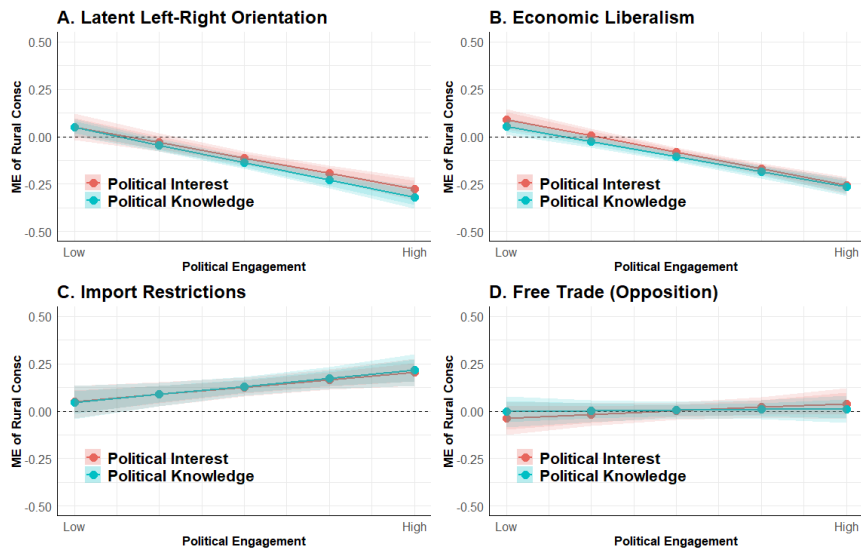 A. Latent Left-Right Orientation
ME of Rural Consc
0.50
0.25
0.00
-0.25
-0.50
Political Interest
Political Knowledge
Low
High
Political Engagement
B. Economic Liberalism
ME of Rural Consc
0.50
0.25
0.00
-0.25
-0.50
Political Interest
Political Knowledge
Low
High
Political Engagement
C. Import Restrictions
ME of Rural Consc
0.50
0.25
0.00
-0.25
-0.50
Political Interest
Political Knowledge
Low
High
Political Engagement
D. Free Trade (Opposition)
ME of Rural Consc
0.50
0.25
0.00
-0.25
-0.50
Political Interest
Political Knowledge
Low
High
Political Engagement